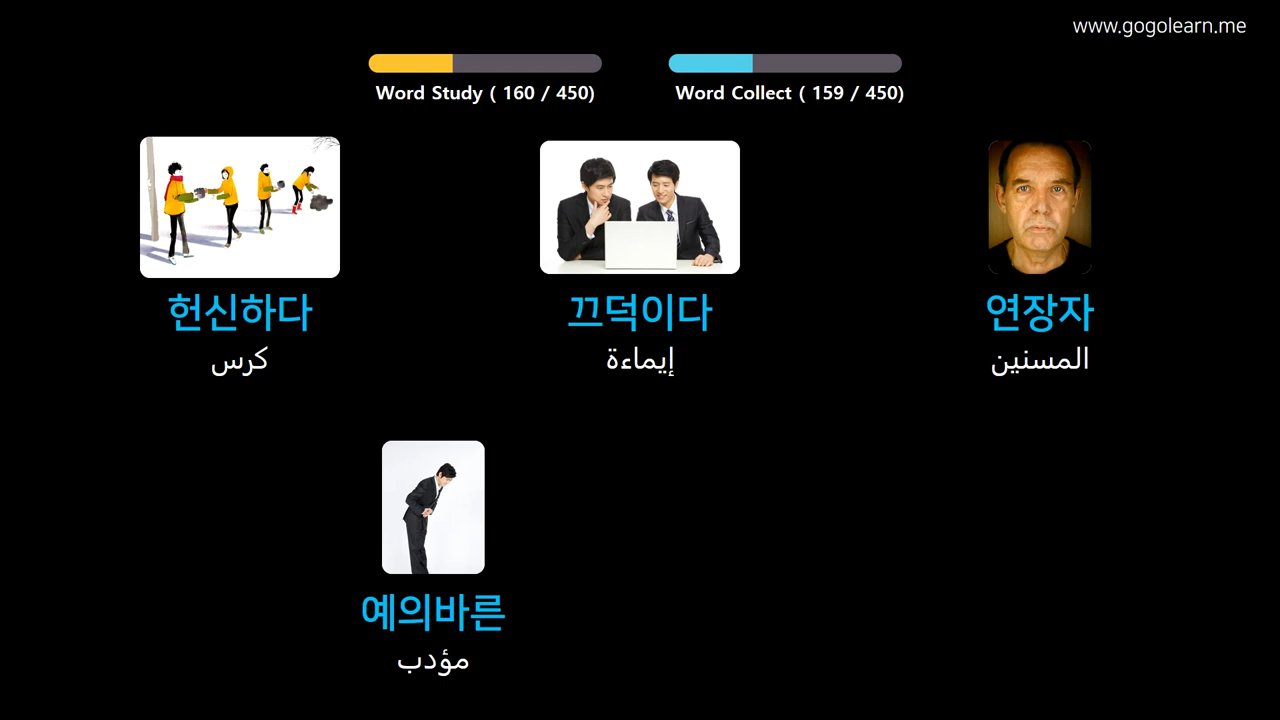 www.gogolearn.me
Word Study ( 160 / 450)
Word Collect ( 159 / 450)
헌신하다
كرس
끄덕이다
إيماءة
연장자
المسنين
예의바른
مؤدب